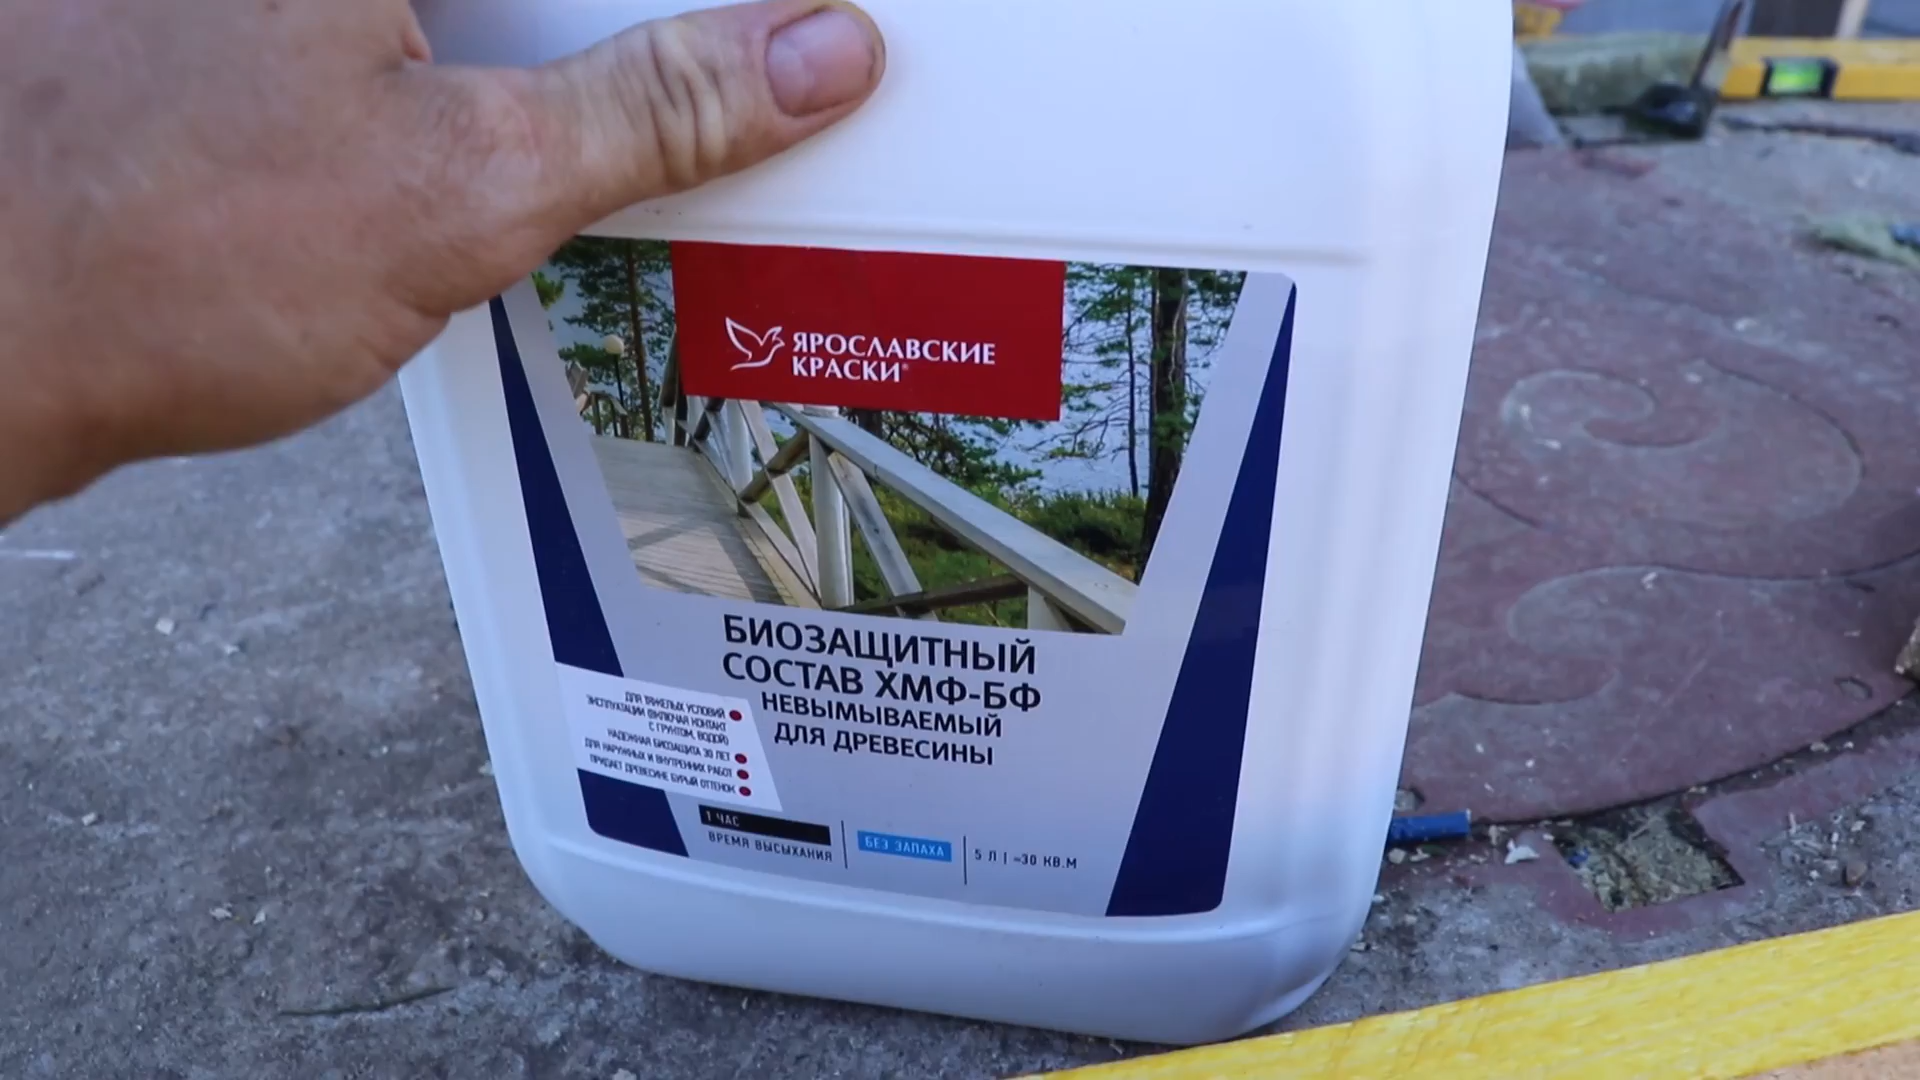 ЯРОСЛАВСКИЕ
КРАСКИ®
БИОЗАЩИТНЫЙ
СОСТАВ ХМФ-БФ
НЕВЫМЫВАЕМЫЙ
ДЛЯ ДРЕВЕСИНЫ
ДЛЯ ТЯЖЕЛЫХ УСЛОВИЙ
ЭКСПЛУАТАЦИИ (ВКЛЮЧАЯ КОНТАКТ
С ГРУНТОМ, ВОДОЙ)
НАДЕЖНАЯ БИОЗАЩИТА 30 ЛЕТ
ДЛЯ НАРУЖНЫХ И ВНУТРЕННИХ РАБОТ
ПРИДАЕТ ДРЕВЕСИНЕ БУРЫЙ ОТТЕНОК
1 ЧАС
ВРЕМЯ ВЫСЫХАНИЯ
БЕЗ ЗАПАХА
5 Л | ≈30 КВ.М